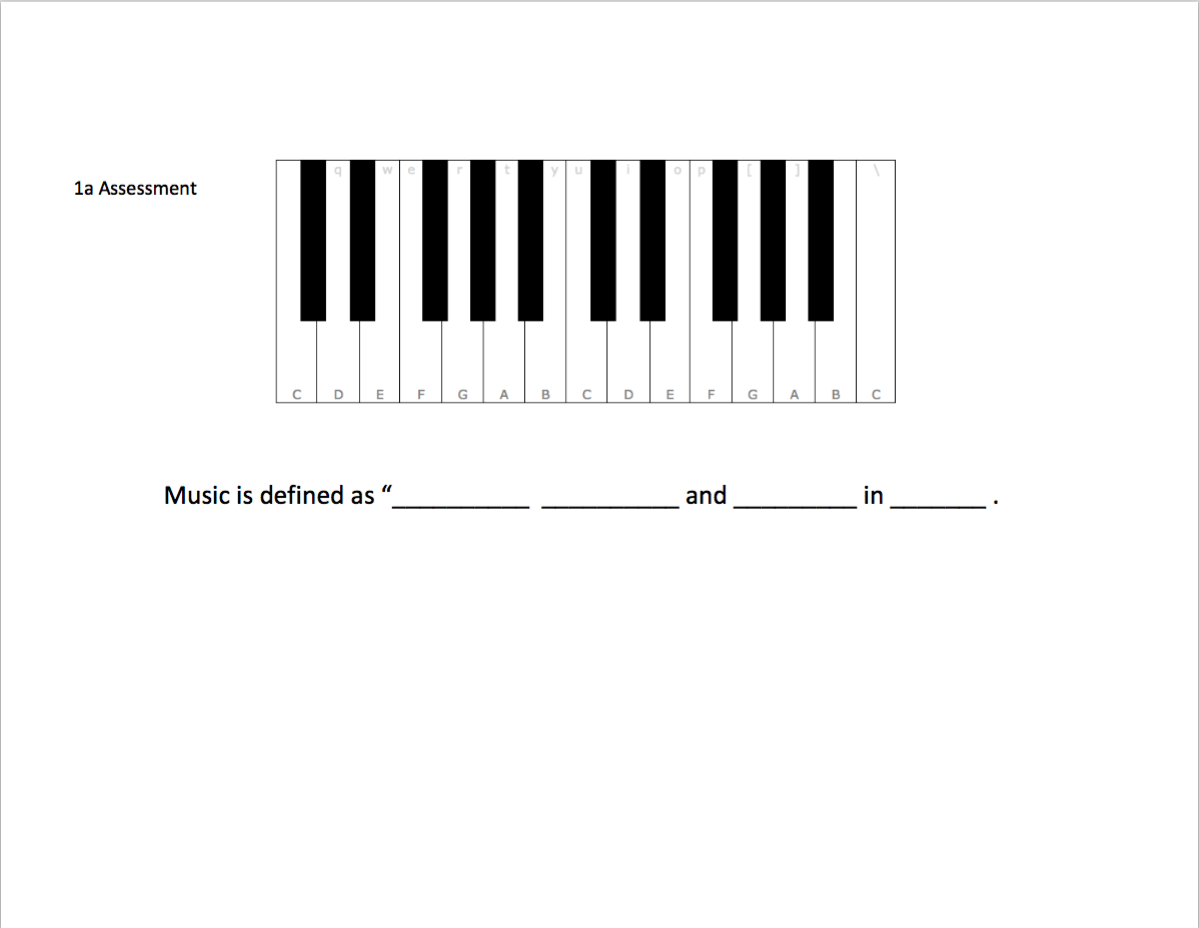 q w e r t y u i o p [ ] \
1a Assessment
C D E F G A B C D E F G A B C
Music is defined as “__________ __________ and _________ in _______ .